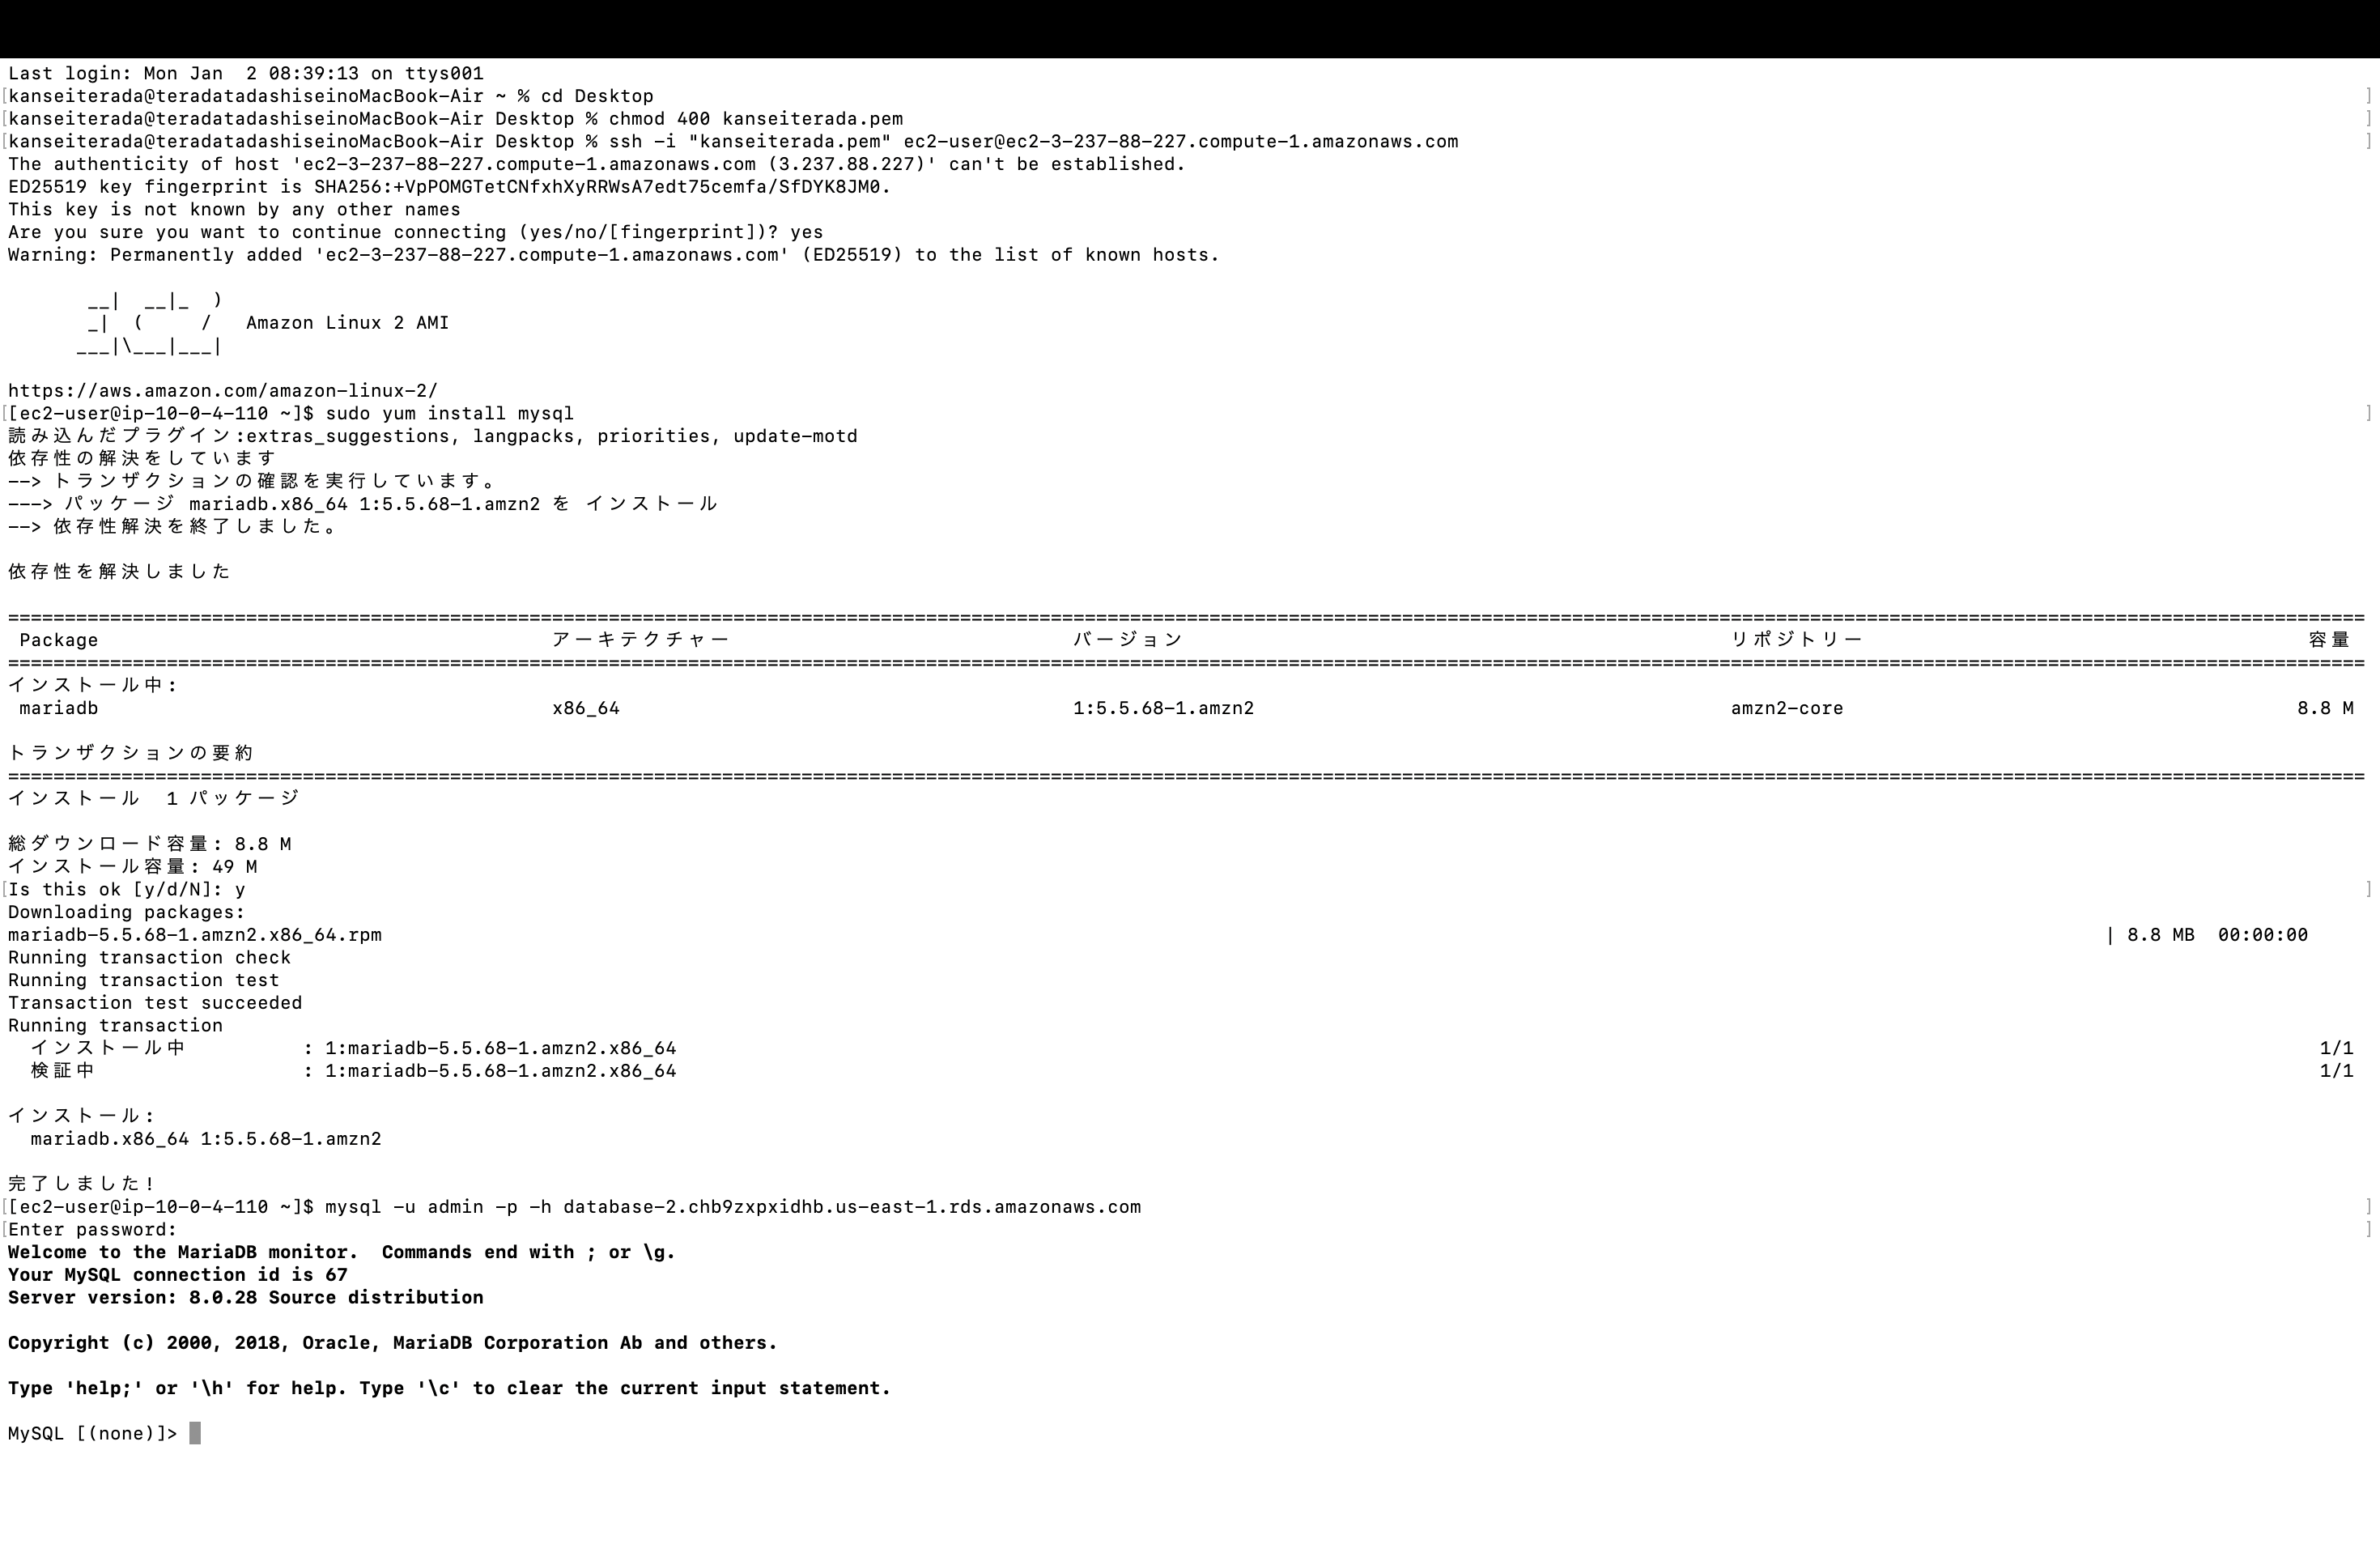 Last login: Mon Jan  2 08:39:13 on ttys001
[kanseiterada@teradatadashiseinoMacBook-Air ~ % cd Desktop ]
[kanseiterada@teradatadashiseinoMacBook-Air Desktop % chmod 400 kanseiterada.pem ]
[kanseiterada@teradatadashiseinoMacBook-Air Desktop % ssh -i "kanseiterada.pem" ec2-user@ec2-3-237-88-227.compute-1.amazonaws.com ]
The authenticity of host 'ec2-3-237-88-227.compute-1.amazonaws.com (3.237.88.227)' can't be established.
ED25519 key fingerprint is SHA256:+VpPOMGTetCNfxhXyRRWsA7edt75cemfa/SfDYK8JM0.
This key is not known by any other names
Are you sure you want to continue connecting (yes/no/[fingerprint])? yes
Warning: Permanently added 'ec2-3-237-88-227.compute-1.amazonaws.com' (ED25519) to the list of known hosts.
       __|  __|_  )
       _|  (     /   Amazon Linux 2 AMI
      ___|\___|___|
https://aws.amazon.com/amazon-linux-2/
[[ec2-user@ip-10-0-4-110 ~]$ sudo yum install mysql ]
読み込んだプラグイン:extras_suggestions, langpacks, priorities, update-motd
依存性の解決をしています
--> トランザクションの確認を実行しています。
---> パッケージ mariadb.x86_64 1:5.5.68-1.amzn2 を インストール
--> 依存性解決を終了しました。
依存性を解決しました
================================================================================
 Package  アーキテクチャー  バージョン  リポジトリー  容量
================================================================================
インストール中:
 mariadb  x86_64  1:5.5.68-1.amzn2  amzn2-core  8.8 M
トランザクションの要約
================================================================================
インストール  1 パッケージ
総ダウンロード容量: 8.8 M
インストール容量: 49 M
[Is this ok [y/d/N]: y ]
Downloading packages:
mariadb-5.5.68-1.amzn2.x86_64.rpm  | 8.8 MB  00:00:00
Running transaction check
Running transaction test
Transaction test succeeded
Running transaction
  インストール中  : 1:mariadb-5.5.68-1.amzn2.x86_64  1/1
  検証中  : 1:mariadb-5.5.68-1.amzn2.x86_64  1/1
インストール:
  mariadb.x86_64 1:5.5.68-1.amzn2
完了しました!
[[ec2-user@ip-10-0-4-110 ~]$ mysql -u admin -p -h database-2.chb9zxpxidhb.us-east-1.rds.amazonaws.com ]
[Enter password: ]
Welcome to the MariaDB monitor.  Commands end with ; or \g.
Your MySQL connection id is 67
Server version: 8.0.28 Source distribution
Copyright (c) 2000, 2018, Oracle, MariaDB Corporation Ab and others.
Type 'help;' or '\h' for help. Type '\c' to clear the current input statement.
MySQL [(none)]>